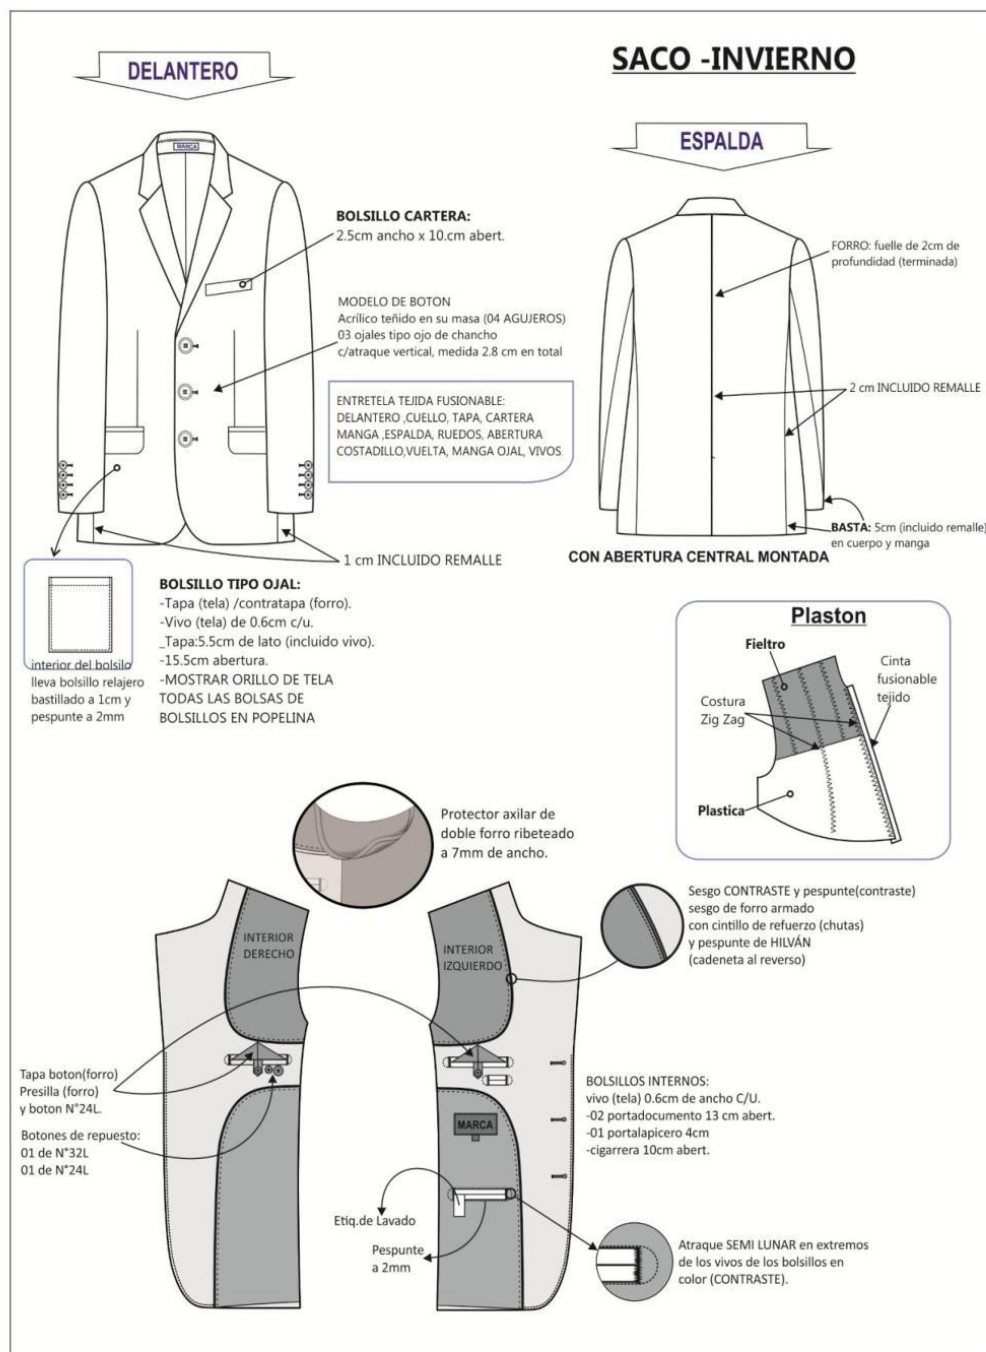 SACO -INVIERNO
DELANTERO
MARCA
BOLSILLO CARTERA:
2.5cm ancho x 10.cm abert.
MODELO DE BOTON
Acrílico teñido en su masa (04 AGUJEROS)
03 ojales tipo ojo de chancho
c/atraque vertical, medida 2.8 cm en total
ENTRETELA TEJIDA FUSIONABLE:
DELANTERO ,CUELLO, TAPA, CARTERA
MANGA ,ESPALDA, RUEDOS, ABERTURA
COSTADILLO,VUELTA, MANGA OJAL, VIVOS
1 cm INCLUIDO REMALLE
ESPALDA
FORRO: fuelle de 2cm de
profundidad (terminada)
2 cm INCLUIDO REMALLE
BASTA: 5cm (incluido remalle)
en cuerpo y manga
CON ABERTURA CENTRAL MONTADA
interior del bolsilo
lleva bolsillo relajero
bastillado a 1cm y
pespunte a 2mm
BOLSILLO TIPO OJAL:
-Tapa (tela) /contratapa (forro).
-Vivo (tela) de 0.6cm c/u.
_Tapa:5.5cm de lato (incluido vivo).
-15.5cm abertura.
-MOSTRAR ORILLO DE TELA
TODAS LAS BOLSAS DE
BOLSILLOS EN POPELINA
Plaston
Fieltro
Cinta
fusionable
tejido
Costura
Zig Zag
Plastica
Protector axilar de
doble forro ribeteado
a 7mm de ancho.
Sesgo CONTRASTE y pespunte(contraste)
sesgo de forro armado
con cintillo de refuerzo (chutas)
y pespunte de HILVÁN
(cadeneta al reverso)
INTERIOR
DERECHO
INTERIOR
IZQUIERDO
Tapa boton(forro)
Presilla (forro)
y boton N°24L.
Botones de repuesto:
01 de N°32L
01 de N°24L
MARCA
BOLSILLOS INTERNOS:
vivo (tela) 0.6cm de ancho C/U.
-02 portadocumento 13 cm abert.
-01 portalapicero 4cm
-cigarrera 10cm abert.
Etiq.de Lavado
Pespunte
a 2mm
Atraque SEMI LUNAR en extremos
de los vivos de los bolsillos en
color (CONTRASTE).